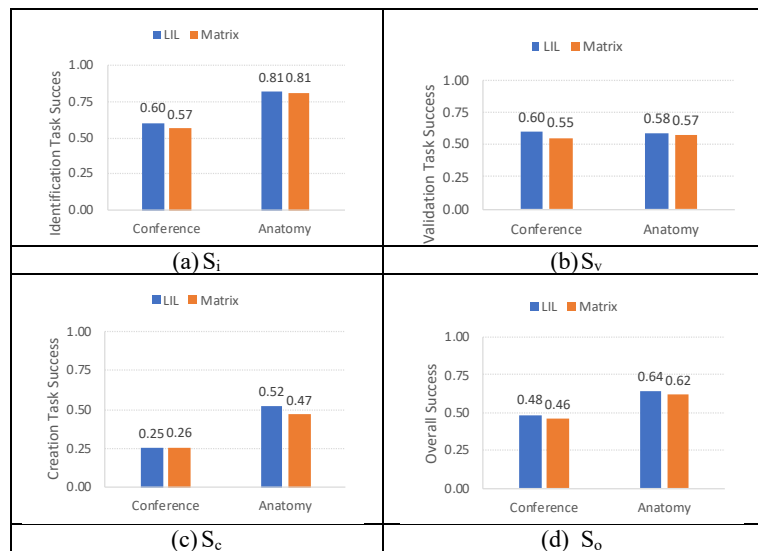 LIL Matrix
Identification Task Succes
1.00
0.75
0.50
0.25
0.00
0.60
0.57
0.81
0.81
Conference
Anatomy
(a) Si
LIL Matrix
Validation Task Success
1.00
0.75
0.50
0.25
0.00
0.60
0.55
0.58
0.57
Conference
Anatomy
(b) Sv
LIL Matrix
Creation Task Success
1.00
0.75
0.50
0.25
0.00
0.25
0.26
0.52
0.47
Conference
Anatomy
(c) Sc
LIL Matrix
Overall Success
1.00
0.75
0.50
0.25
0.00
0.48
0.46
0.64
0.62
Conference
Anatomy
(d) So